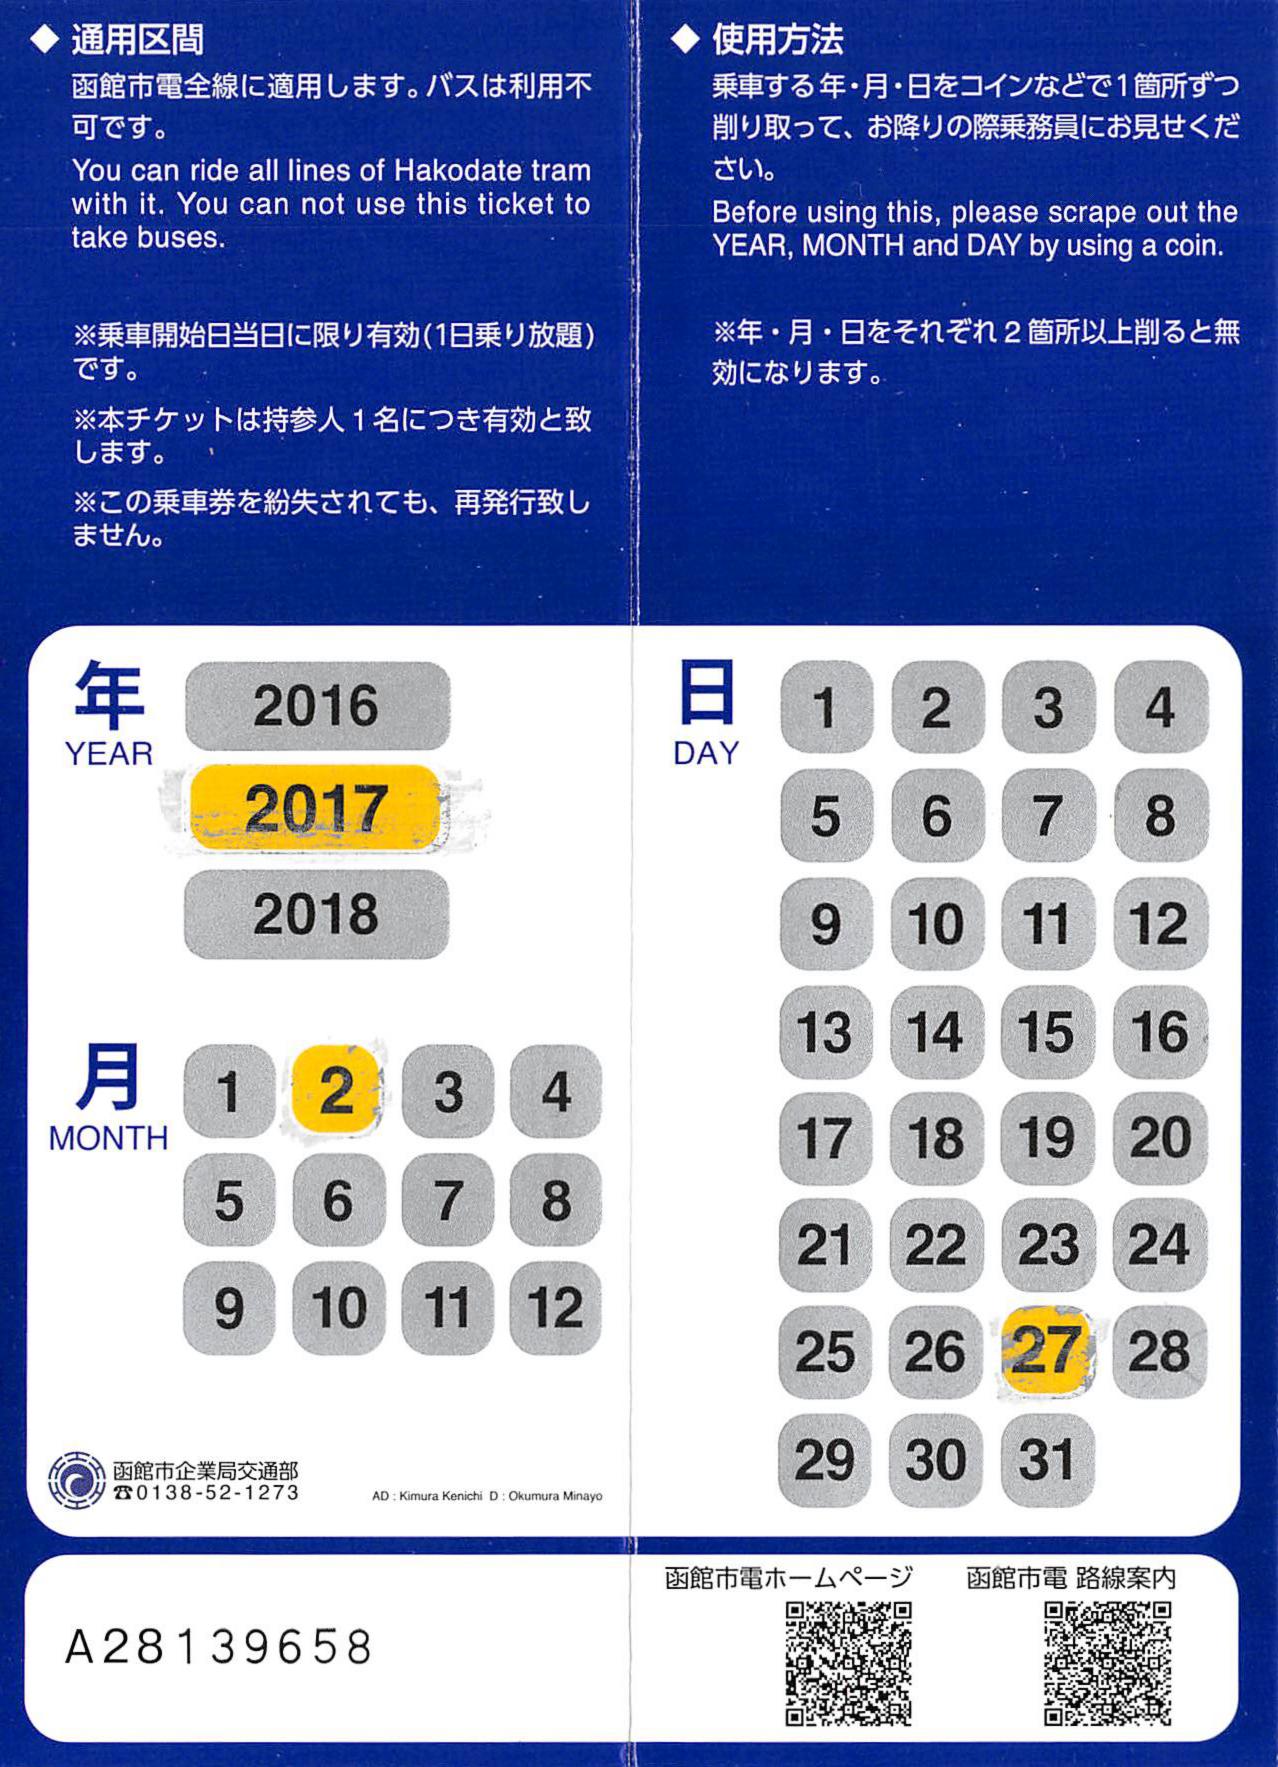 ◆ 通用区間
函館市電全線に適用します。バスは利用不
可です。
You can ride all lines of Hakodate tram
with it. You can not use this ticket to
take buses.
※乗車開始日当日に限り有効(1日乗り放題)
です。
※本チケットは持参人1名につき有効と致
します。
※この乗車券を紛失されても、再発行致し
ません。
◆ 使用方法
乗車する年・月・日をコインなどで1箇所ずつ
削り取って、お降りの際乗務員にお見せくだ
さい。
Before using this, please scrape out the
YEAR, MONTH and DAY by using a coin.
※年・月・日をそれぞれ2箇所以上削ると無
効になります。
年
YEAR
2016
2017
2018
月
MONTH
1 2 3 4
5 6 7 8
9 10 11 12
日
DAY
1 2 3 4
5 6 7 8
9 10 11 12
13 14 15 16
17 18 19 20
21 22 23 24
25 26 27 28
29 30 31
函館市企業局交通部
☎0138-52-1273
AD : Kimura Kenichi D : Okumura Minayo
A28139658
函館市電ホームページ
函館市電 路線案内